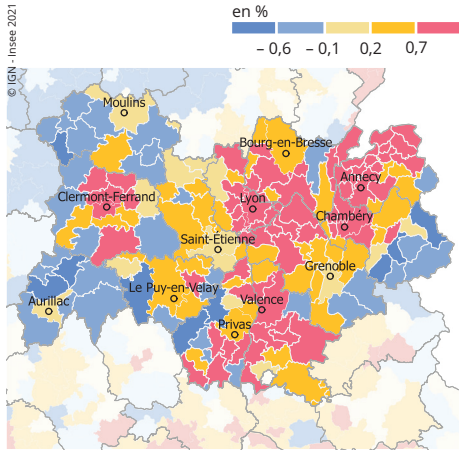 © IGN - Insee 2021
en %
– 0,6
– 0,1
0,2
0,7
Moulins
Bourg-en-Bresse
Annecy
Clermont-Ferrand
Lyon
Chambéry
Saint-Etienne
Grenoble
Le Puy-en-Velay
Aurillac
Valence
Privas